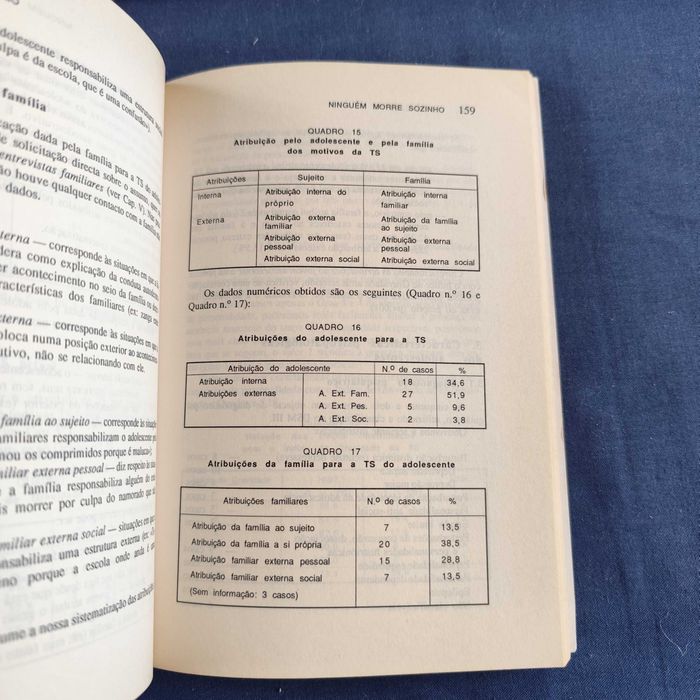 adolescente responsabiliza uma estrutura
culpa é da escola, que é uma confusão»).
família
dada pela família para a TS do
de solicitação directa sobre o assunto,
entrevistas familiares (ver Cap. V).
não houve qualquer contacto com a família
dados.
— corresponde às situações em que a
como explicação da conduta
acontecimento no seio da família ou
características dos familiares (ex: zanga
— corresponde às situações em que
coloca numa posição exterior ao acontecimento
não se relacionando com ele.
família ao sujeito — corresponde às situações
familiares responsabilizam o adolescente
os comprimidos porque é maluca»).
familiar externa pessoal — diz respeito às
a família responsabiliza alguém de
morrer por culpa do namorado que
familiar externa social — situações em que
uma estrutura externa (ex:
porque a escola onde anda é
a nossa sistematização das
NINGUÉM MORRE SOZINHO 159
QUADRO 15
Atribuição pelo adolescente e pela família
dos motivos da TS
Atribuições Sujeito Família
Interna Atribuição interna do próprio Atribuição interna familiar
Externa Atribuição externa familiar Atribuição da família ao sujeito
Atribuição externa pessoal Atribuição externa pessoal
Atribuição externa social Atribuição externa social
Os dados numéricos obtidos são os seguintes (Quadro n.º 16 e
Quadro n.º 17):
QUADRO 16
Atribuições do adolescente para a TS
Atribuição do adolescente N.º de casos %
Atribuição interna 18 34,6
Atribuições externas A. Ext. Fam. 27 51,9
A. Ext. Pes. 5 9,6
A. Ext. Soc. 2 3,8
QUADRO 17
Atribuições da família para a TS do adolescente
Atribuições familiares N.º de casos %
Atribuição da família ao sujeito 7 13,5
Atribuição da família a si própria 20 38,5
Atribuição familiar externa pessoal 15 28,8
Atribuição familiar externa social 7 13,5
(Sem informação: 3 casos)